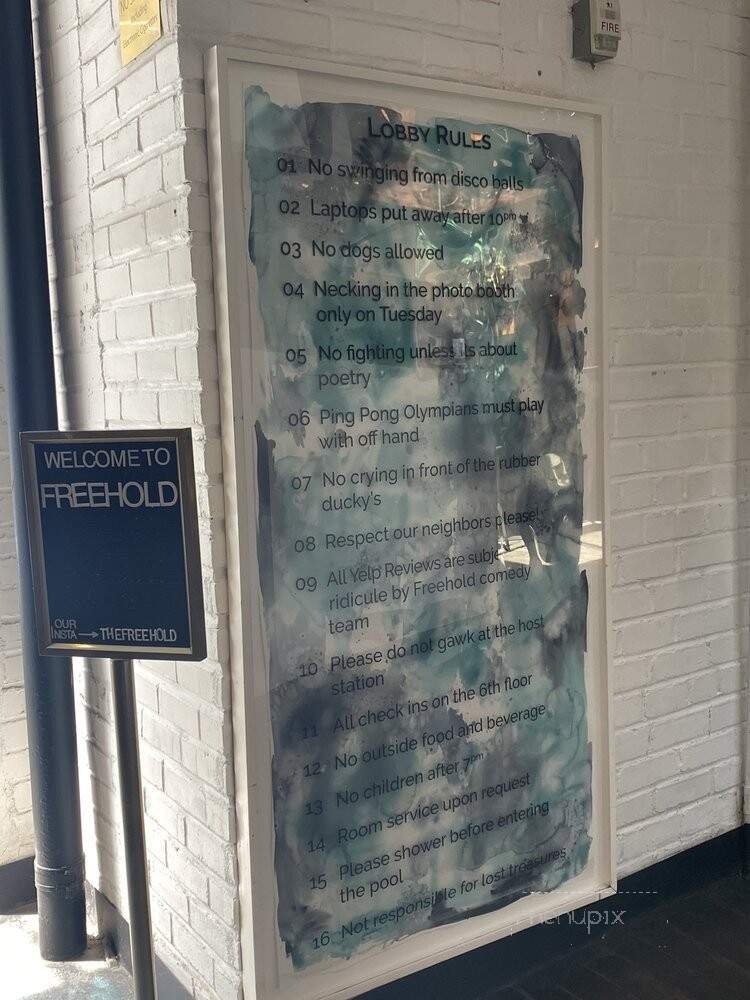 FIRE
LOBBY RULES
01 No swinging from disco balls
02 Laptops put away after 10pm
03 No dogs allowed
04 Necking in the photo booth
only on Tuesday
05 No fighting unless its about
poetry
06 Ping Pong Olympians must play
with off hand
07 No crying in front of the rubber
ducky's
08 Respect our neighbors please!
09 All Yelp Reviews are
ridicule by Freehold comedy
team
10 Please do not gawk at the host
station
11 All check ins on the 6th floor
12 No outside food and beverage
13 No children after 7pm
14 Room service upon request
15 Please shower before entering
the pool
16 Not responsible for lost treasures
WELCOME TO
FREEHOLD
OUR
INSTA → THEFREEHOLD
menupix